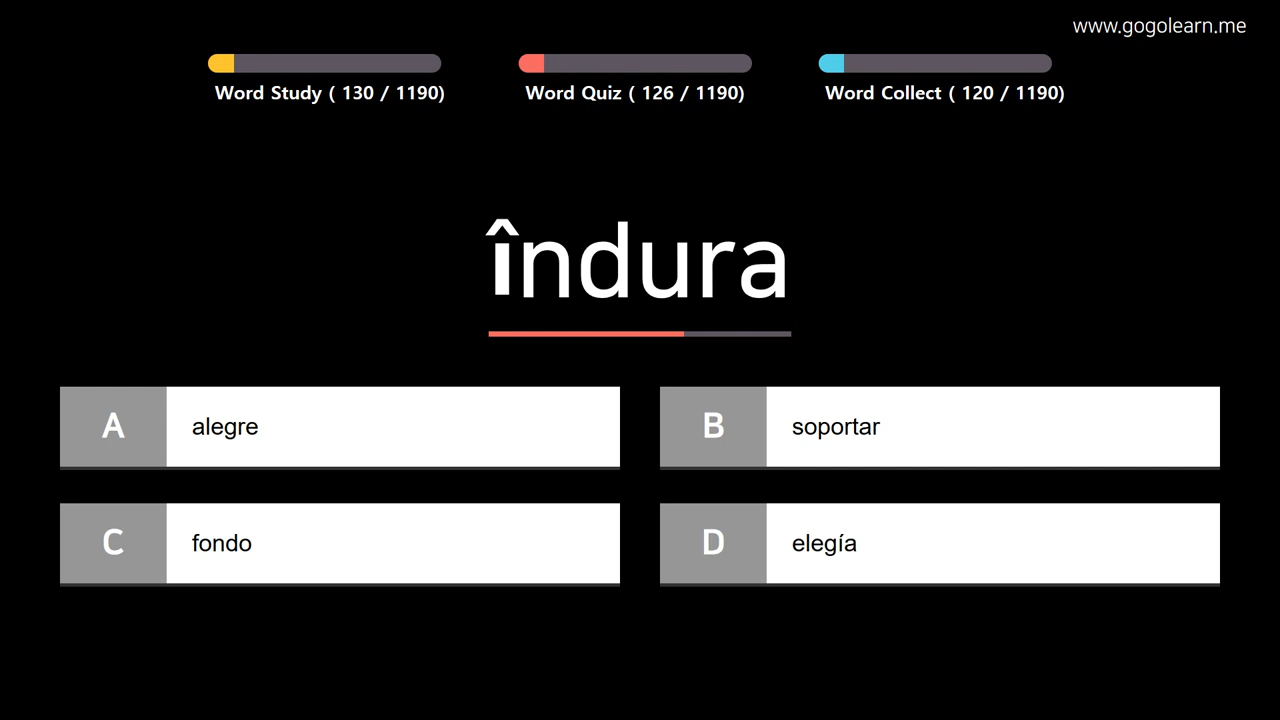 www.gogolearn.me
Word Study ( 130 / 1190)
Word Quiz ( 126 / 1190)
Word Collect ( 120 / 1190)
îndura
A
alegre
B
soportar
C
fondo
D
elegía